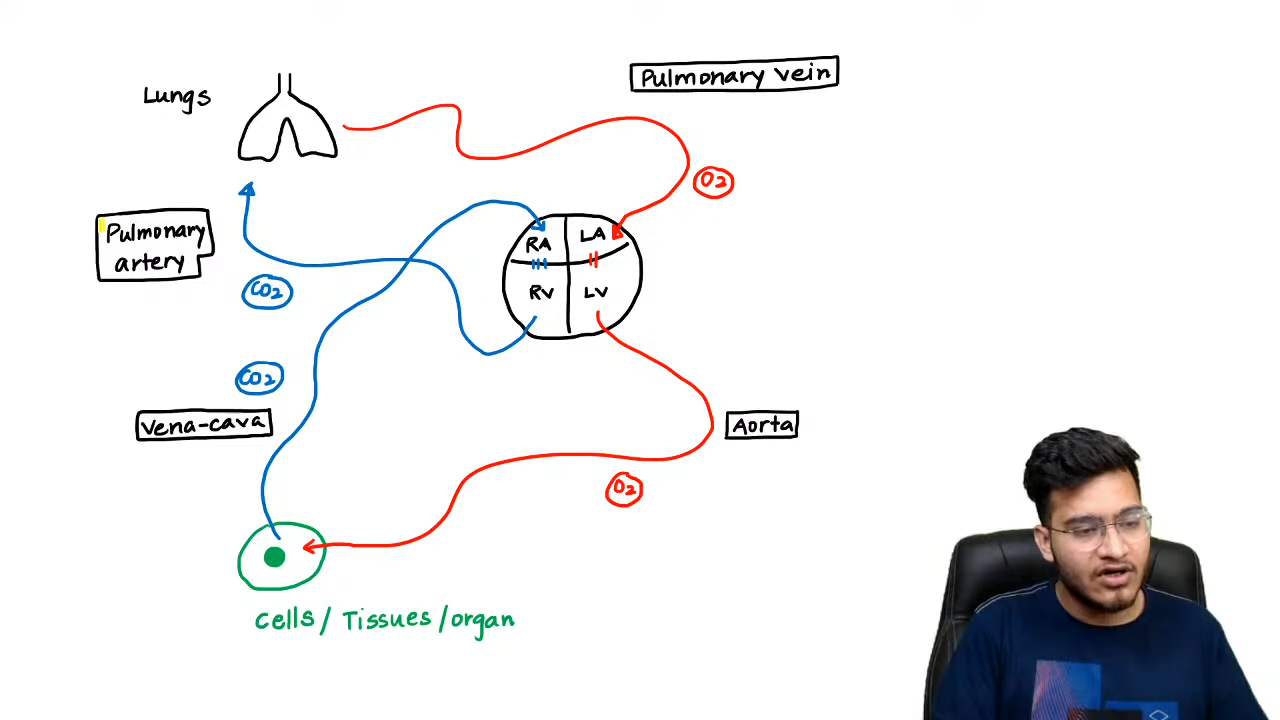 Pulmonary vein
Lungs
O2
Pulmonary
artery
RA
LA
CO2
RV
LV
CO2
Vena-cava
Aorta
O2
Cells / Tissues / organ